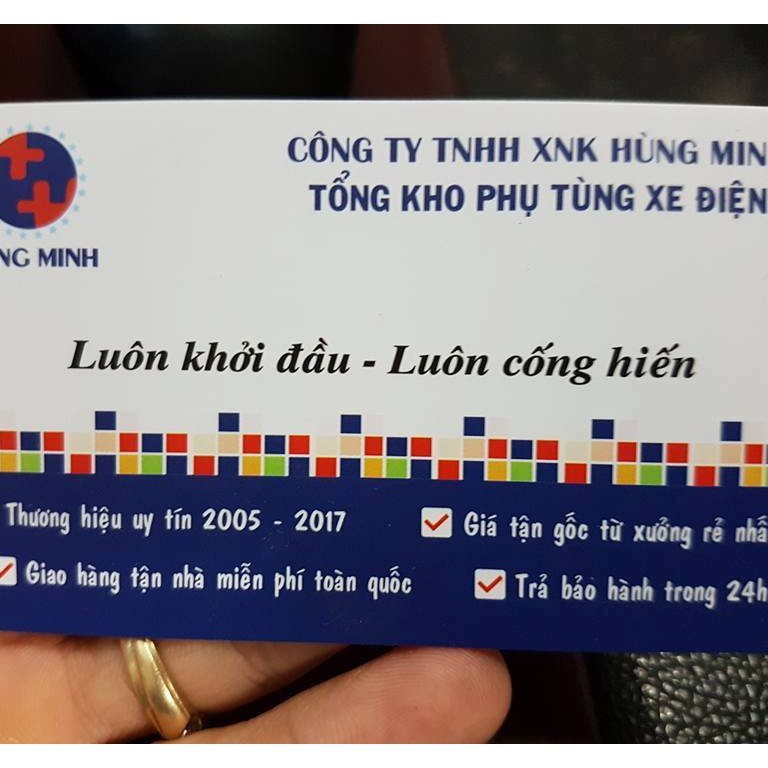 CÔNG TY TNHH XNK HÙNG MIN
TỔNG KHO PHỤ TÙNG XE ĐIỆN
NG MINH
Luôn khởi đầu - Luôn cống hiến
Thương hiệu uy tín 2005 - 2017
Giá tận gốc từ xưởng rẻ nhấ
Giao hàng tận nhà miễn phí toàn quốc
Trả bảo hành trong 24h